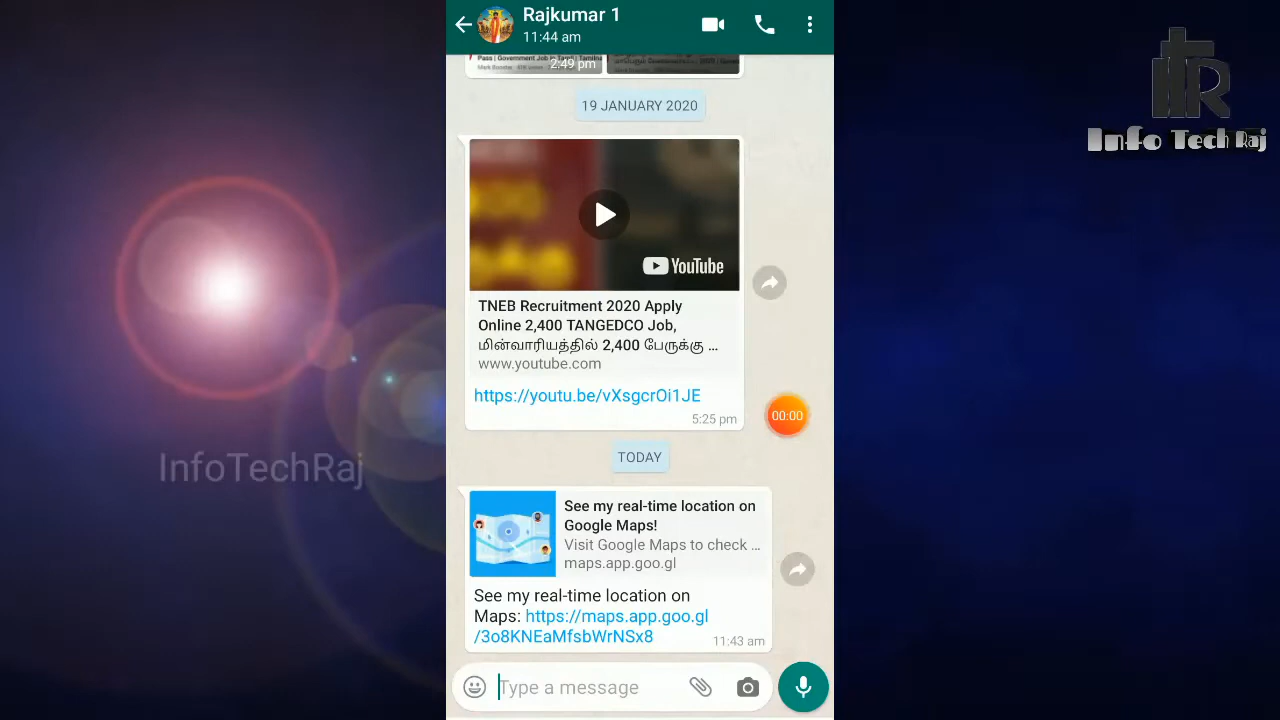 Rajkumar 1
11:44 am
2:49 pm
19 JANUARY 2020
YouTube
TNEB Recruitment 2020 Apply
Online 2,400 TANGEDCO Job,
மின்வாரியத்தில் 2,400 பேருக்கு ...
www.youtube.com
https://youtu.be/vXsgcrOi1JE
5:25 pm
00:00
TODAY
See my real-time location on
Google Maps!
Visit Google Maps to check ...
maps.app.goo.gl
See my real-time location on
Maps: https://maps.app.goo.gl
/3o8KNEaMfsbWrNSx8
11:43 am
Type a message
InfoTechRaj
ITR
Info Tech Raj